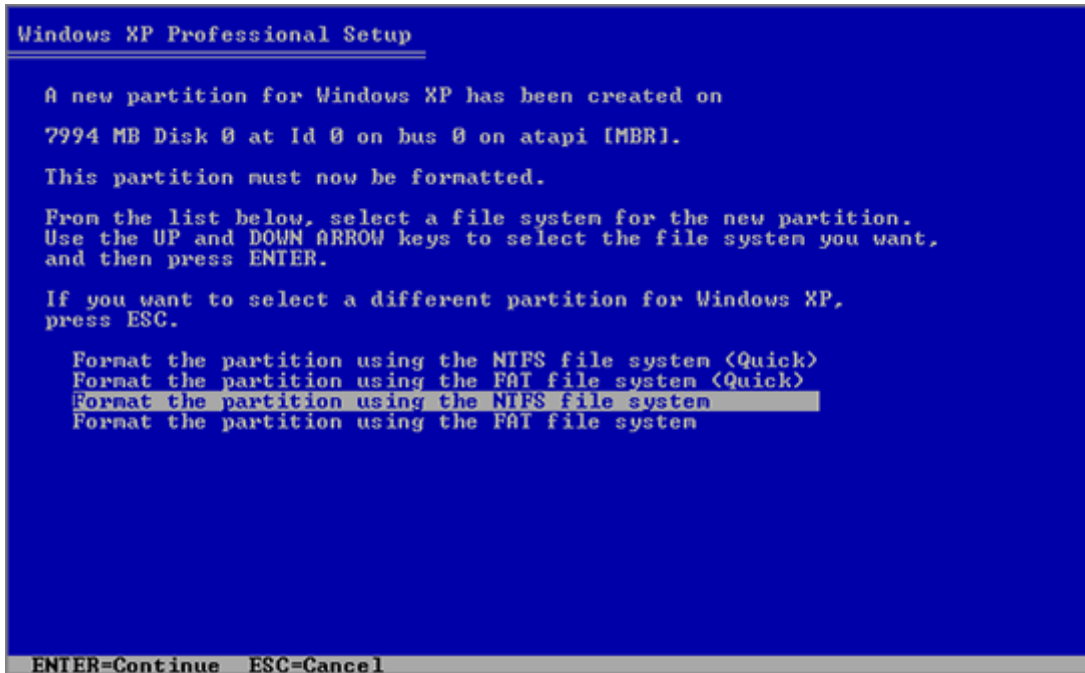 Windows XP Professional Setup
A new partition for Windows XP has been created on
7994 MB Disk 0 at Id 0 on bus 0 on atapi [MBR].
This partition must now be formatted.
From the list below, select a file system for the new partition.
Use the UP and DOWN ARROW keys to select the file system you want,
and then press ENTER.
If you want to select a different partition for Windows XP,
press ESC.
Format the partition using the NTFS file system (Quick)
Format the partition using the FAT file system (Quick)
Format the partition using the NTFS file system
Format the partition using the FAT file system
ENTER=Continue ESC=Cancel